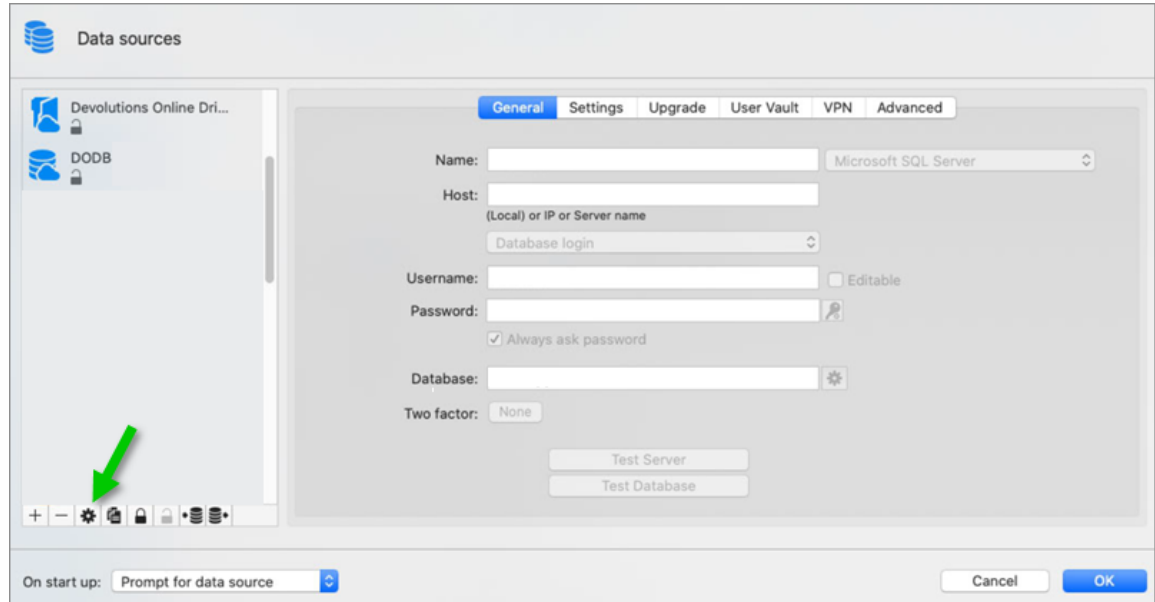 Data sources
Devolutions Online Dri...
DODB
General Settings Upgrade User Vault VPN Advanced
Name: Microsoft SQL Server
Host:
(Local) or IP or Server name
Database login
Username: Editable
Password:
Always ask password
Database:
Two factor: None
Test Server
Test Database
On start up: Prompt for data source
Cancel OK